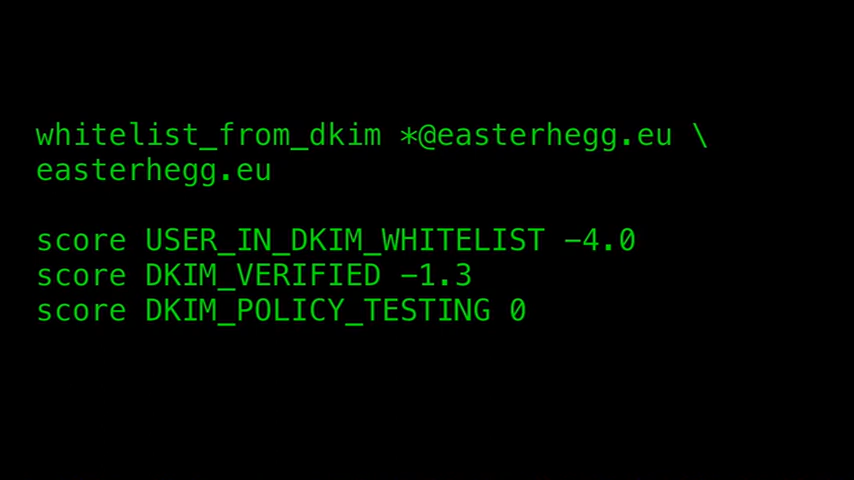 whitelist_from_dkim *@easterhegg.eu \
easterhegg.eu
score USER_IN_DKIM_WHITELIST -4.0
score DKIM_VERIFIED -1.3
score DKIM_POLICY_TESTING 0